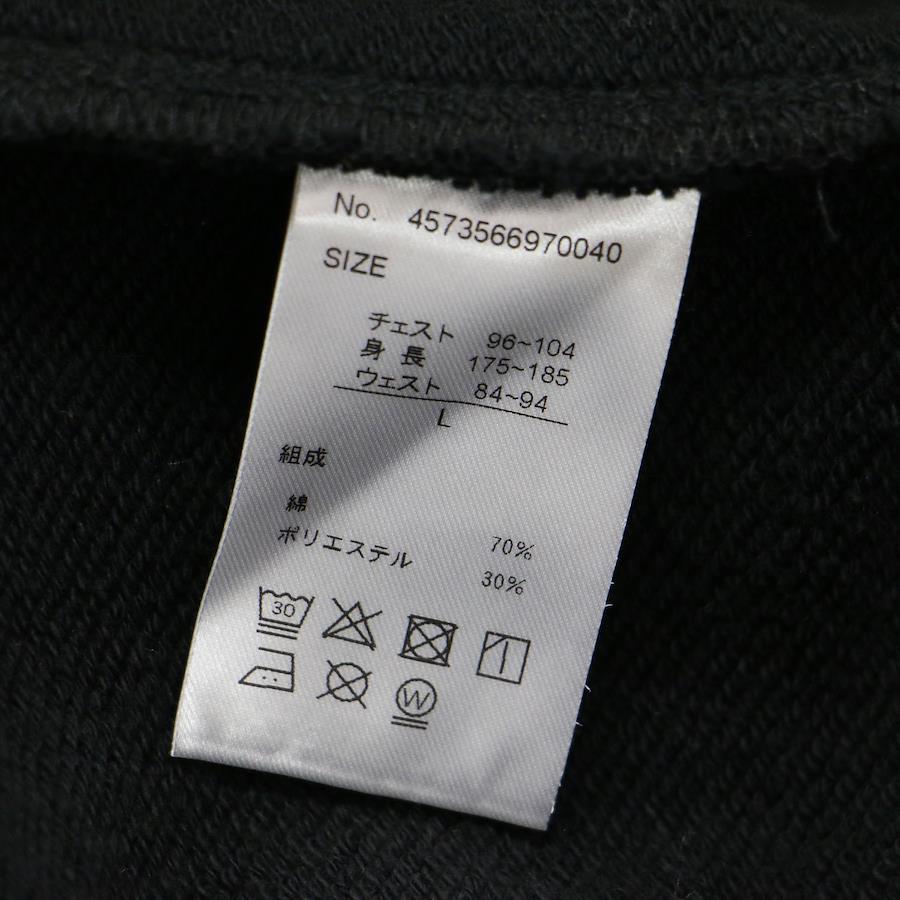 No. 4573566970040
SIZE
チェスト 96~104
身長 175~185
ウェスト 84~94
L
組成
綿 70%
ポリエステル 30%
30
W